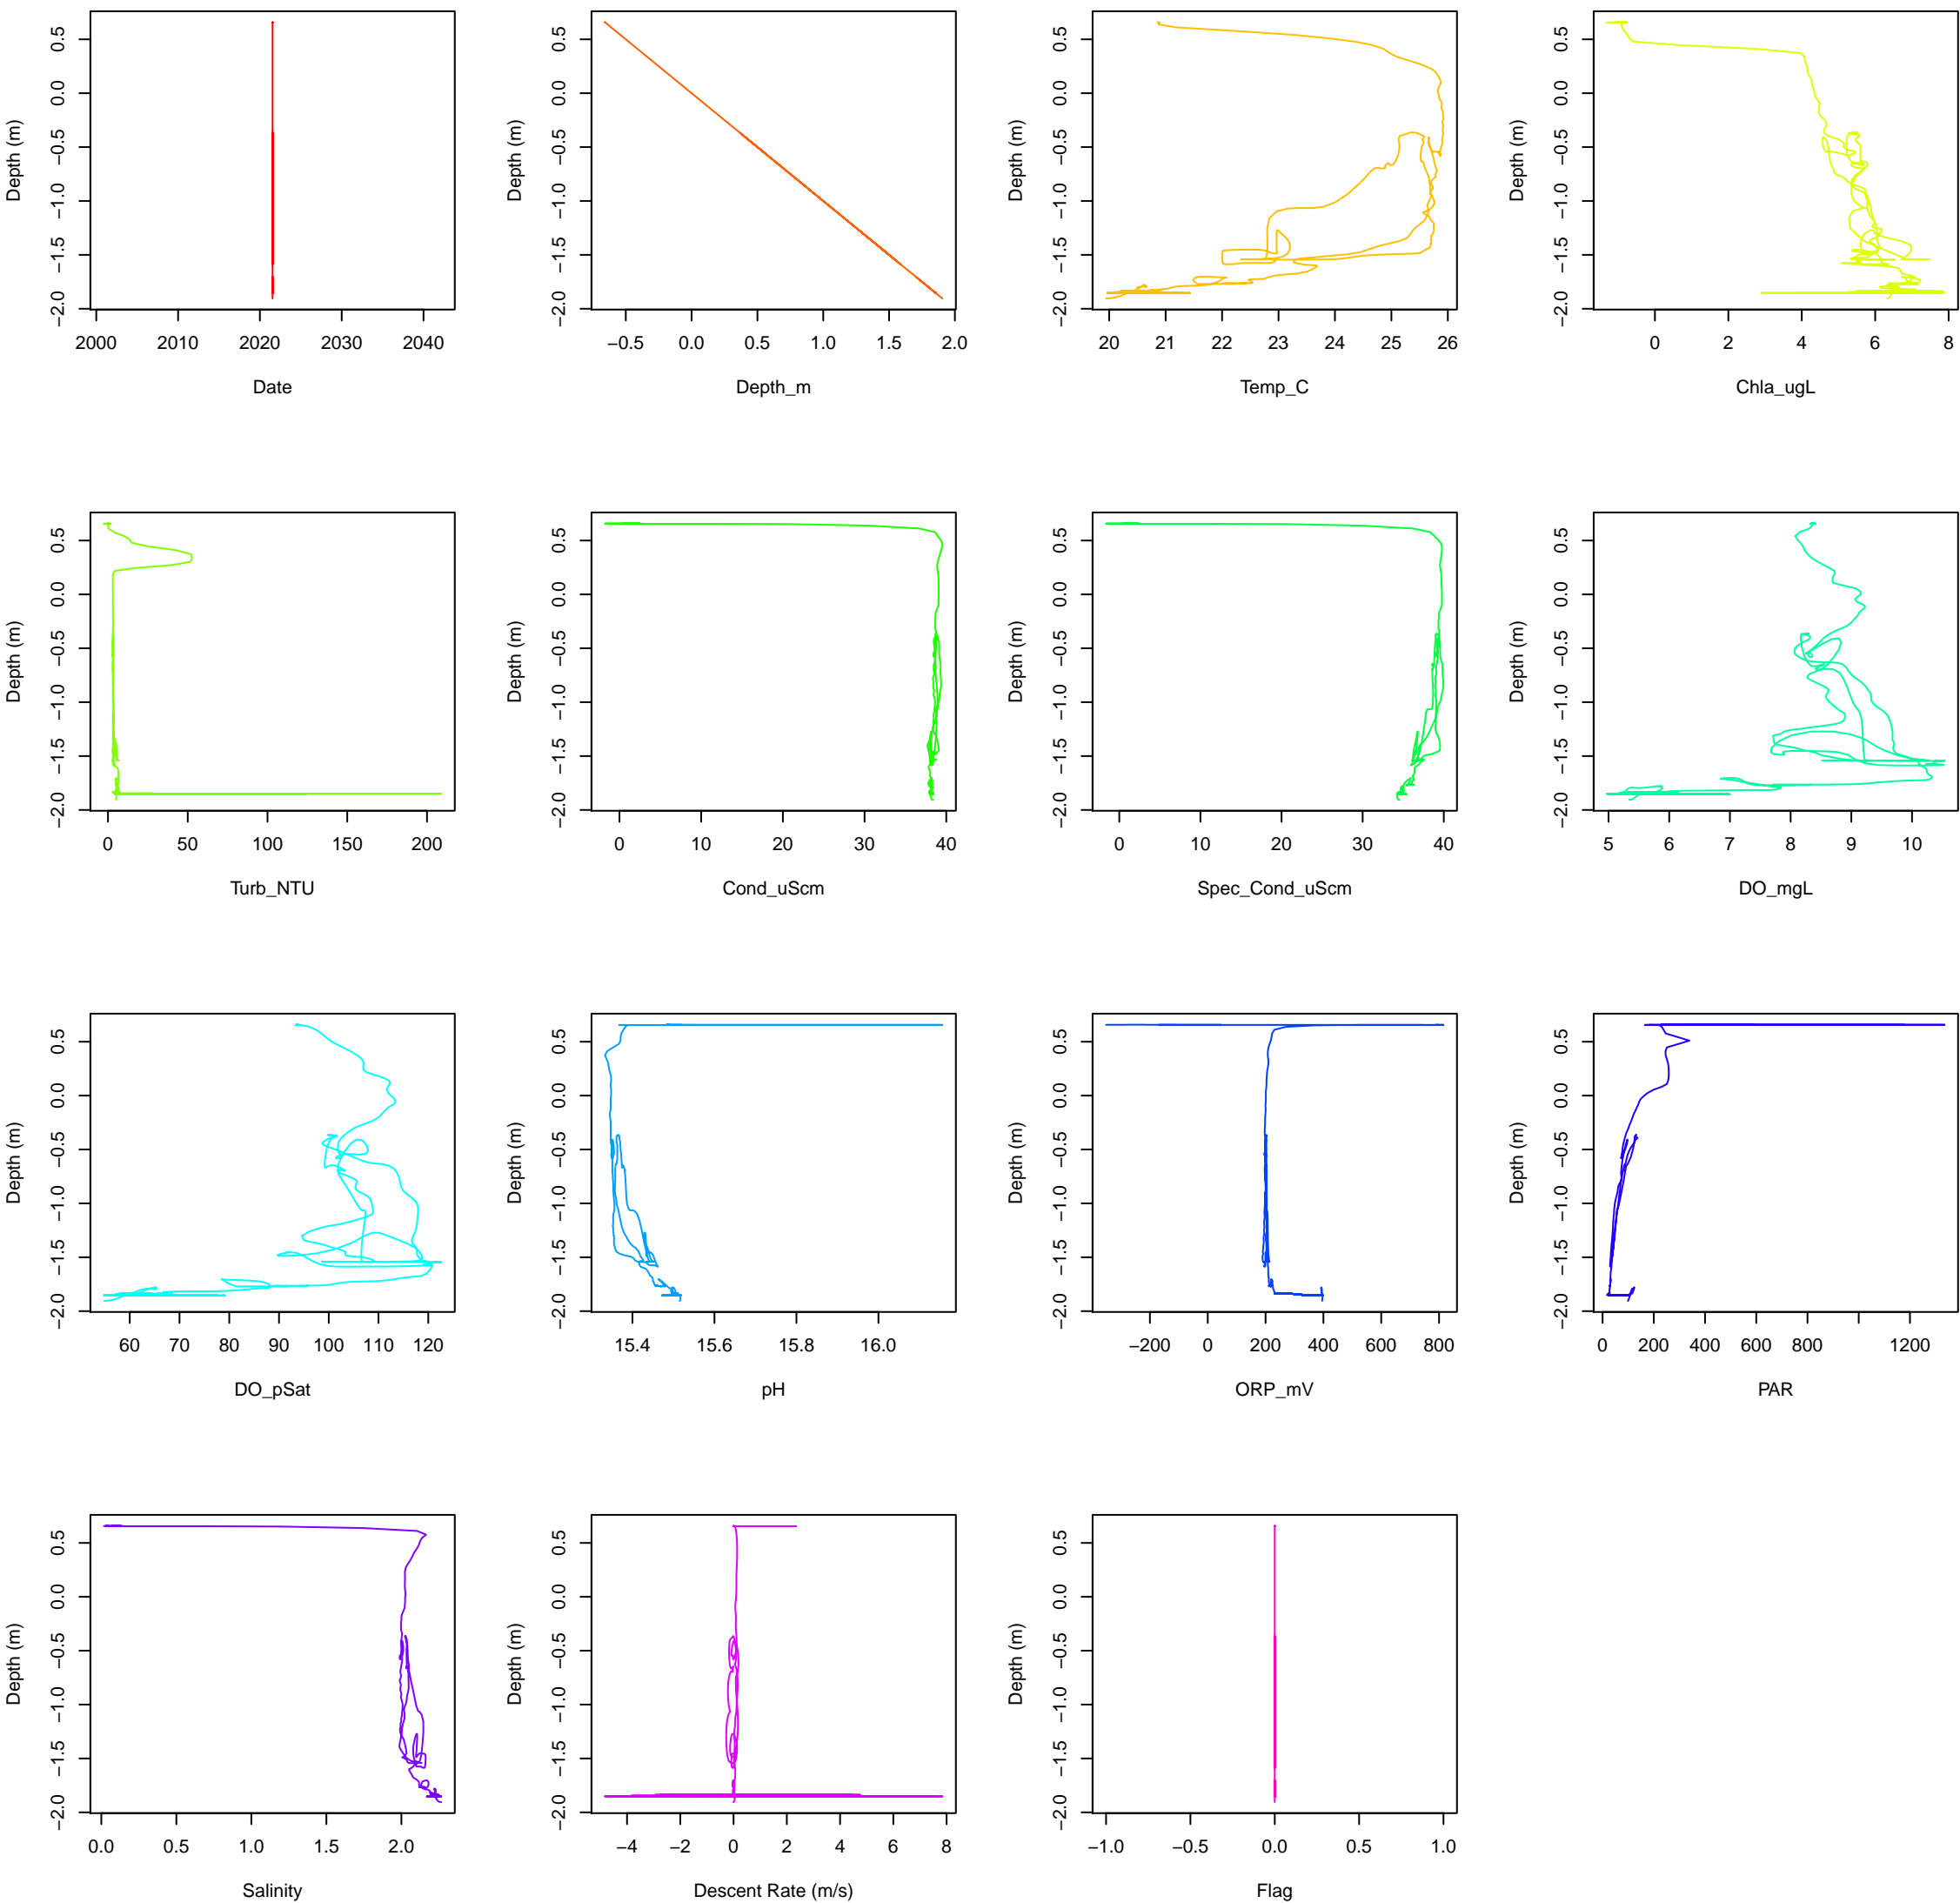 Depth (m)
0.5
0.0
−0.5
−1.0
−1.5
−2.0
2000 2010 2020 2030 2040
Date
Depth (m)
0.5
0.0
−0.5
−1.0
−1.5
−2.0
−0.5 0.0 0.5 1.0 1.5 2.0
Depth_m
Depth (m)
0.5
0.0
−0.5
−1.0
−1.5
−2.0
20 21 22 23 24 25 26
Temp_C
Depth (m)
0.5
0.0
−0.5
−1.0
−1.5
−2.0
0 2 4 6 8
Chla_ugL
Depth (m)
0.5
0.0
−0.5
−1.0
−1.5
−2.0
0 50 100 150 200
Turb_NTU
Depth (m)
0.5
0.0
−0.5
−1.0
−1.5
−2.0
0 10 20 30 40
Cond_uScm
Depth (m)
0.5
0.0
−0.5
−1.0
−1.5
−2.0
0 10 20 30 40
Spec_Cond_uScm
Depth (m)
0.5
0.0
−0.5
−1.0
−1.5
−2.0
5 6 7 8 9 10
DO_mgL
Depth (m)
0.5
0.0
−0.5
−1.0
−1.5
−2.0
60 70 80 90 100 110 120
DO_pSat
Depth (m)
0.5
0.0
−0.5
−1.0
−1.5
−2.0
15.4 15.6 15.8 16.0
pH
Depth (m)
0.5
0.0
−0.5
−1.0
−1.5
−2.0
−200 0 200 400 600 800
ORP_mV
Depth (m)
0.5
0.0
−0.5
−1.0
−1.5
−2.0
0 200 400 600 800 1200
PAR
Depth (m)
0.5
0.0
−0.5
−1.0
−1.5
−2.0
0.0 0.5 1.0 1.5 2.0
Salinity
Depth (m)
0.5
0.0
−0.5
−1.0
−1.5
−2.0
−4 −2 0 2 4 6 8
Descent Rate (m/s)
Depth (m)
0.5
0.0
−0.5
−1.0
−1.5
−2.0
−1.0 −0.5 0.0 0.5 1.0
Flag